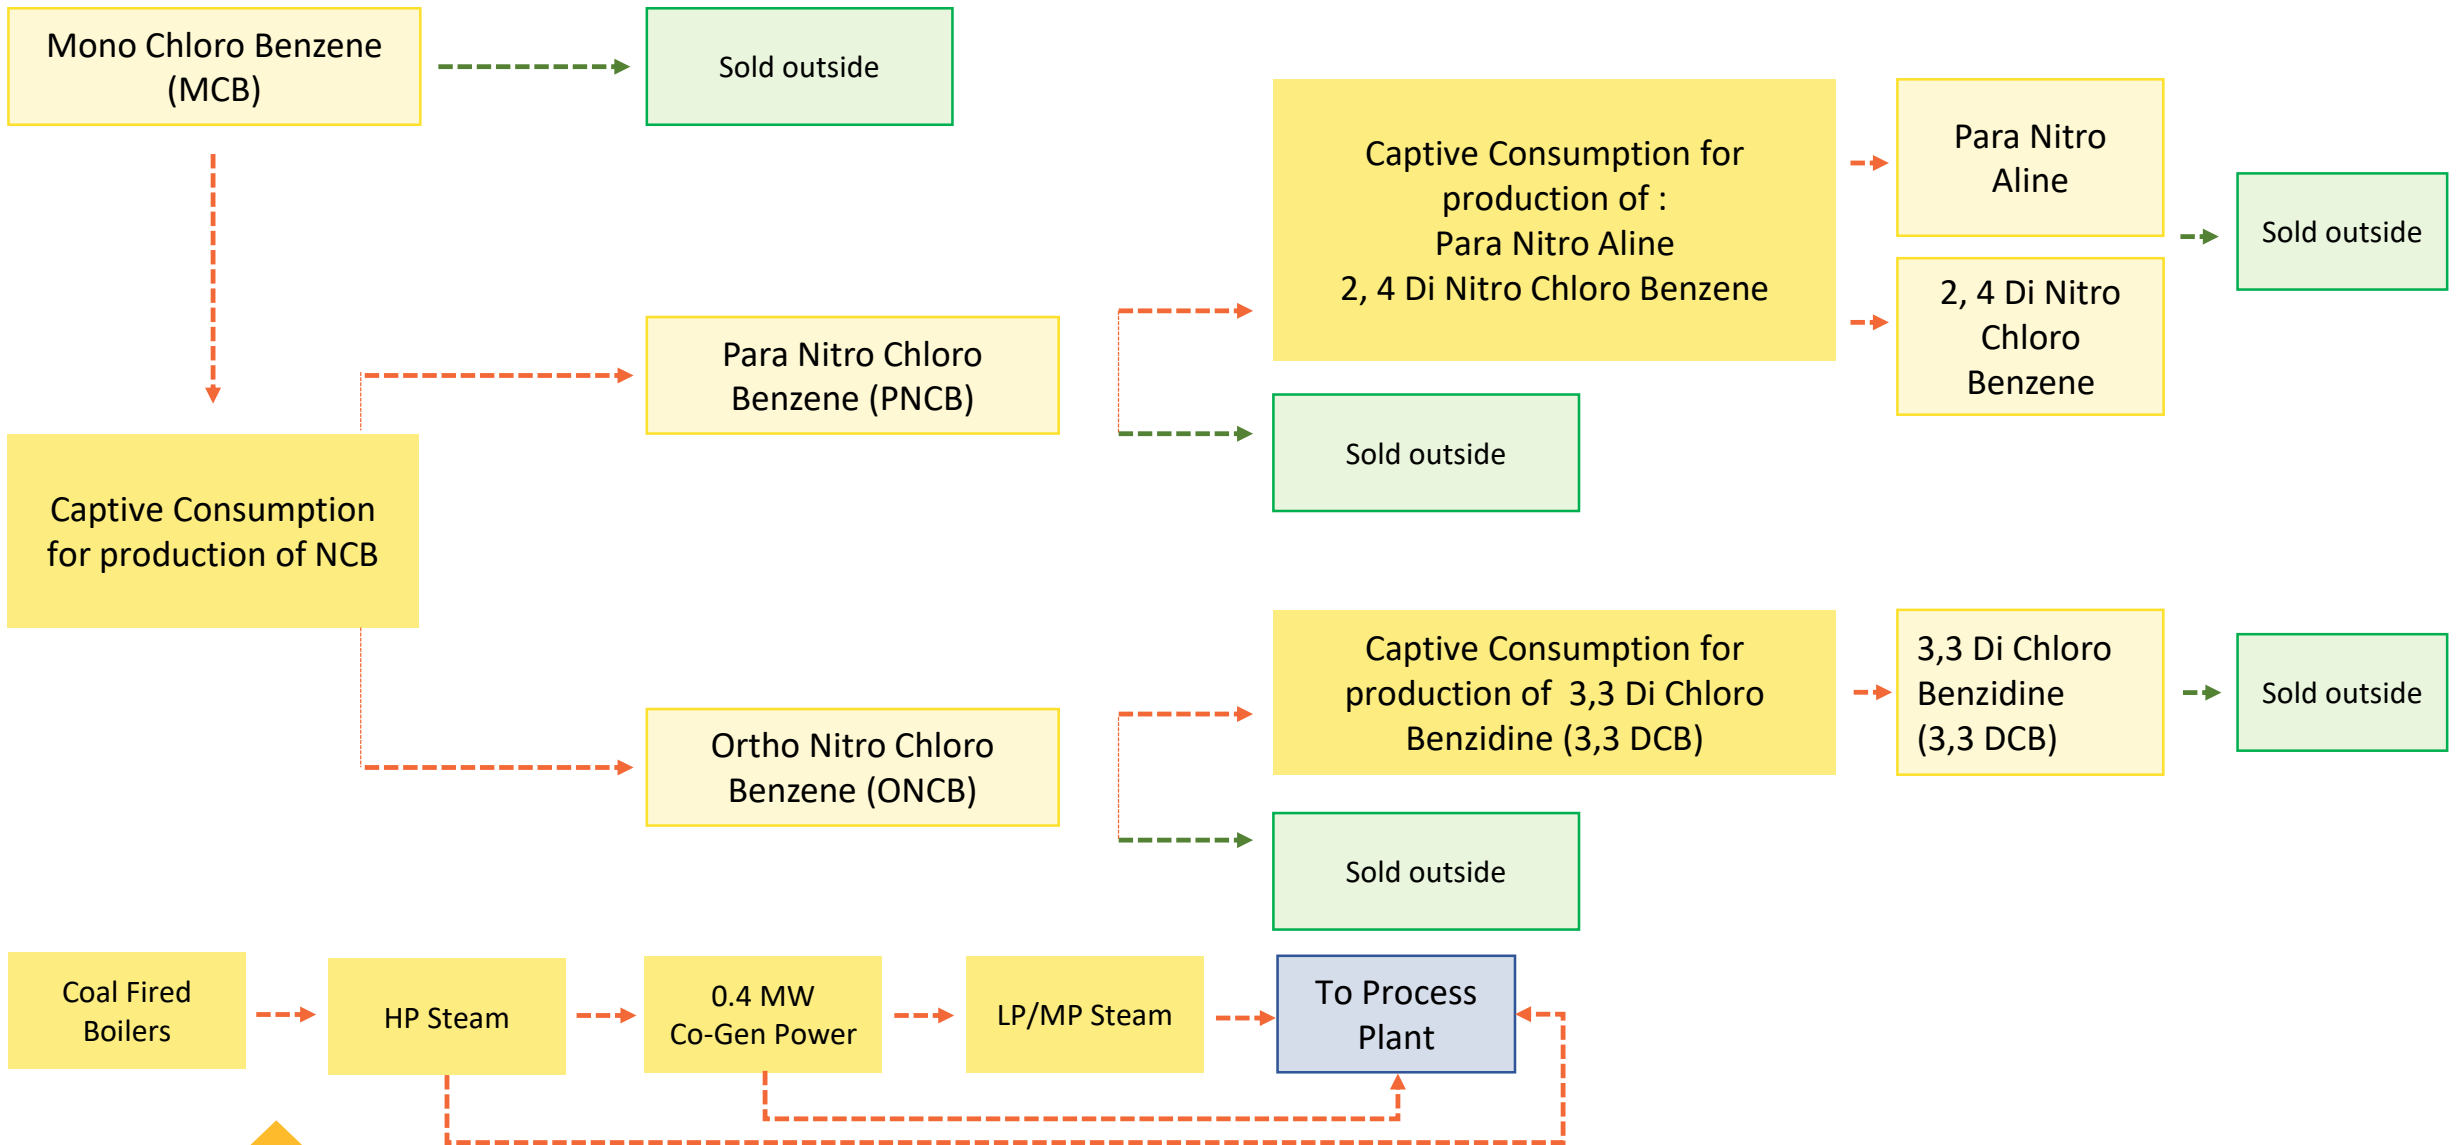 Mono Chloro Benzene
(MCB)
Sold outside
Captive Consumption for
production of :
Para Nitro Aline
2, 4 Di Nitro Chloro Benzene
Para Nitro
Aline
Sold outside
2, 4 Di Nitro
Chloro
Benzene
Para Nitro Chloro
Benzene (PNCB)
Sold outside
Captive Consumption
for production of NCB
Captive Consumption for
production of  3,3 Di Chloro
Benzidine (3,3 DCB)
3,3 Di Chloro
Benzidine
(3,3 DCB)
Sold outside
Ortho Nitro Chloro
Benzene (ONCB)
Sold outside
Coal Fired
Boilers
HP Steam
0.4 MW
Co-Gen Power
LP/MP Steam
To Process
Plant